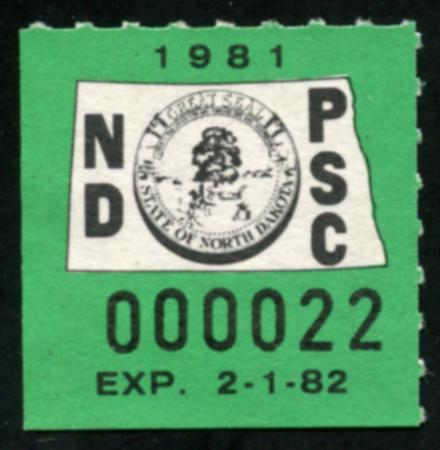 1981
ND
PSC
GREAT SEAL
STATE OF NORTH DAKOTA
000022
EXP. 2-1-82